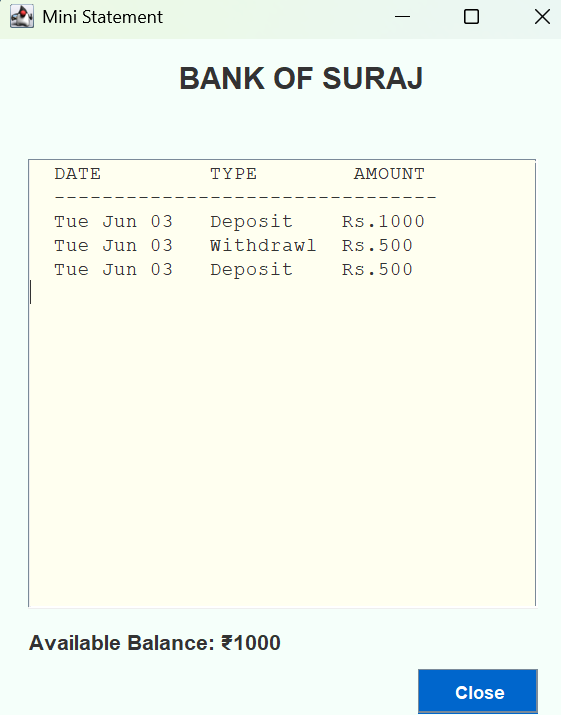 Mini Statement
BANK OF SURAJ
DATE TYPE AMOUNT
--------------------------------
Tue Jun 03 Deposit Rs.1000
Tue Jun 03 Withdrawl Rs.500
Tue Jun 03 Deposit Rs.500
Available Balance: ₹1000
Close